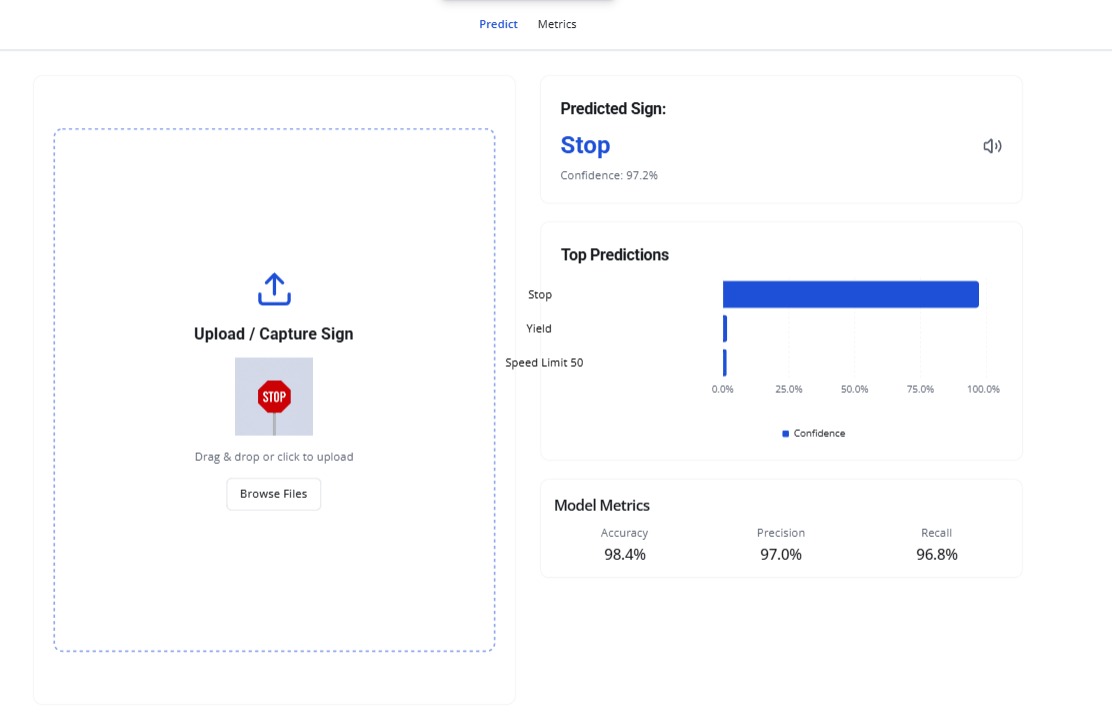 Predict Metrics
Upload / Capture Sign
STOP
Drag & drop or click to upload
Browse Files
Predicted Sign:
Stop
Confidence: 97.2%
Top Predictions
Stop
Yield
Speed Limit 50
0.0% 25.0% 50.0% 75.0% 100.0%
Confidence
Model Metrics
Accuracy Precision Recall
98.4% 97.0% 96.8%